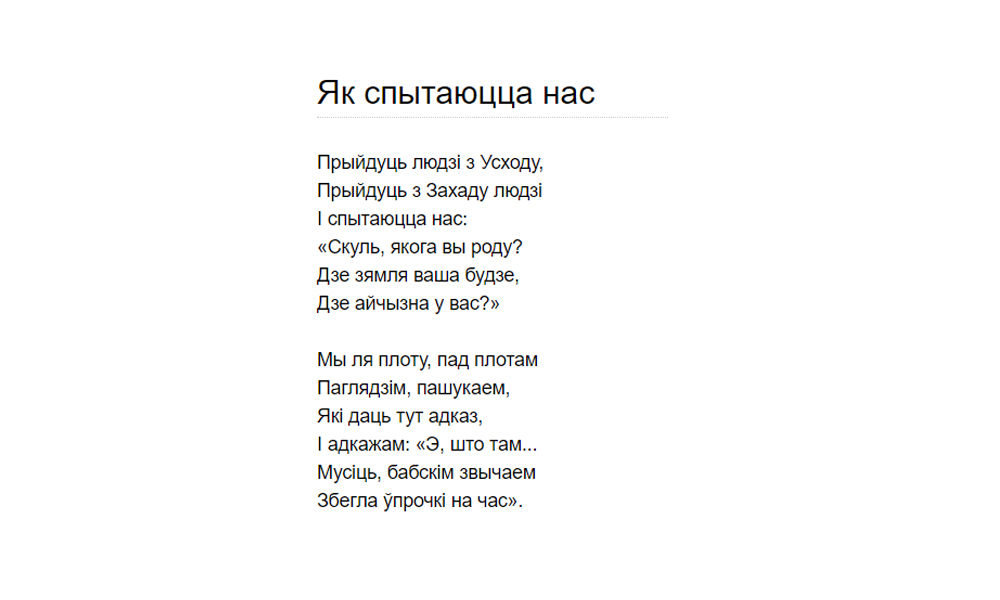 Як спытаюцца нас
Прыйдуць людзі з Усходу,
Прыйдуць з Захаду людзі
І спытаюцца нас:
«Скуль, якога вы роду?
Дзе зямля ваша будзе,
Дзе айчызна у вас?»
Мы ля плоту, пад плотам
Паглядзім, пашукаем,
Які даць тут адказ,
І адкажам: «Э, што там...
Мусіць, бабскім звычаем
Збегла ўпрочкі на час».